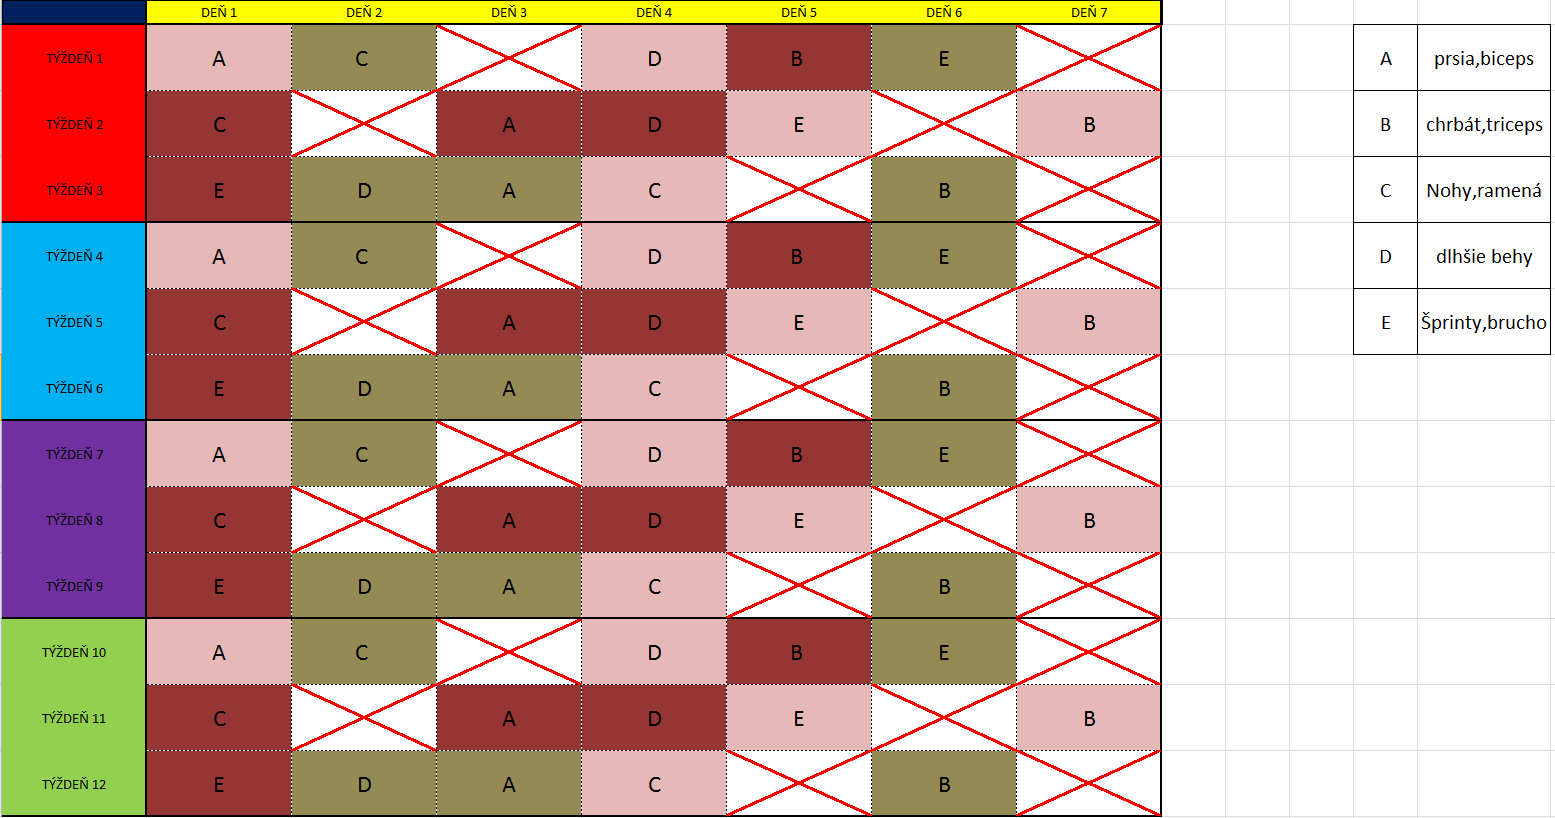 DEŇ 1 DEŇ 2 DEŇ 3 DEŇ 4 DEŇ 5 DEŇ 6 DEŇ 7
TÝŽDEŇ 1 A C D B E
TÝŽDEŇ 2 C A D E B
TÝŽDEŇ 3 E D A C B
TÝŽDEŇ 4 A C D B E
TÝŽDEŇ 5 C A D E B
TÝŽDEŇ 6 E D A C B
TÝŽDEŇ 7 A C D B E
TÝŽDEŇ 8 C A D E B
TÝŽDEŇ 9 E D A C B
TÝŽDEŇ 10 A C D B E
TÝŽDEŇ 11 C A D E B
TÝŽDEŇ 12 E D A C B
A prsia,biceps
B chrbát,triceps
C Nohy,ramená
D dlhšie behy
E Šprinty,brucho